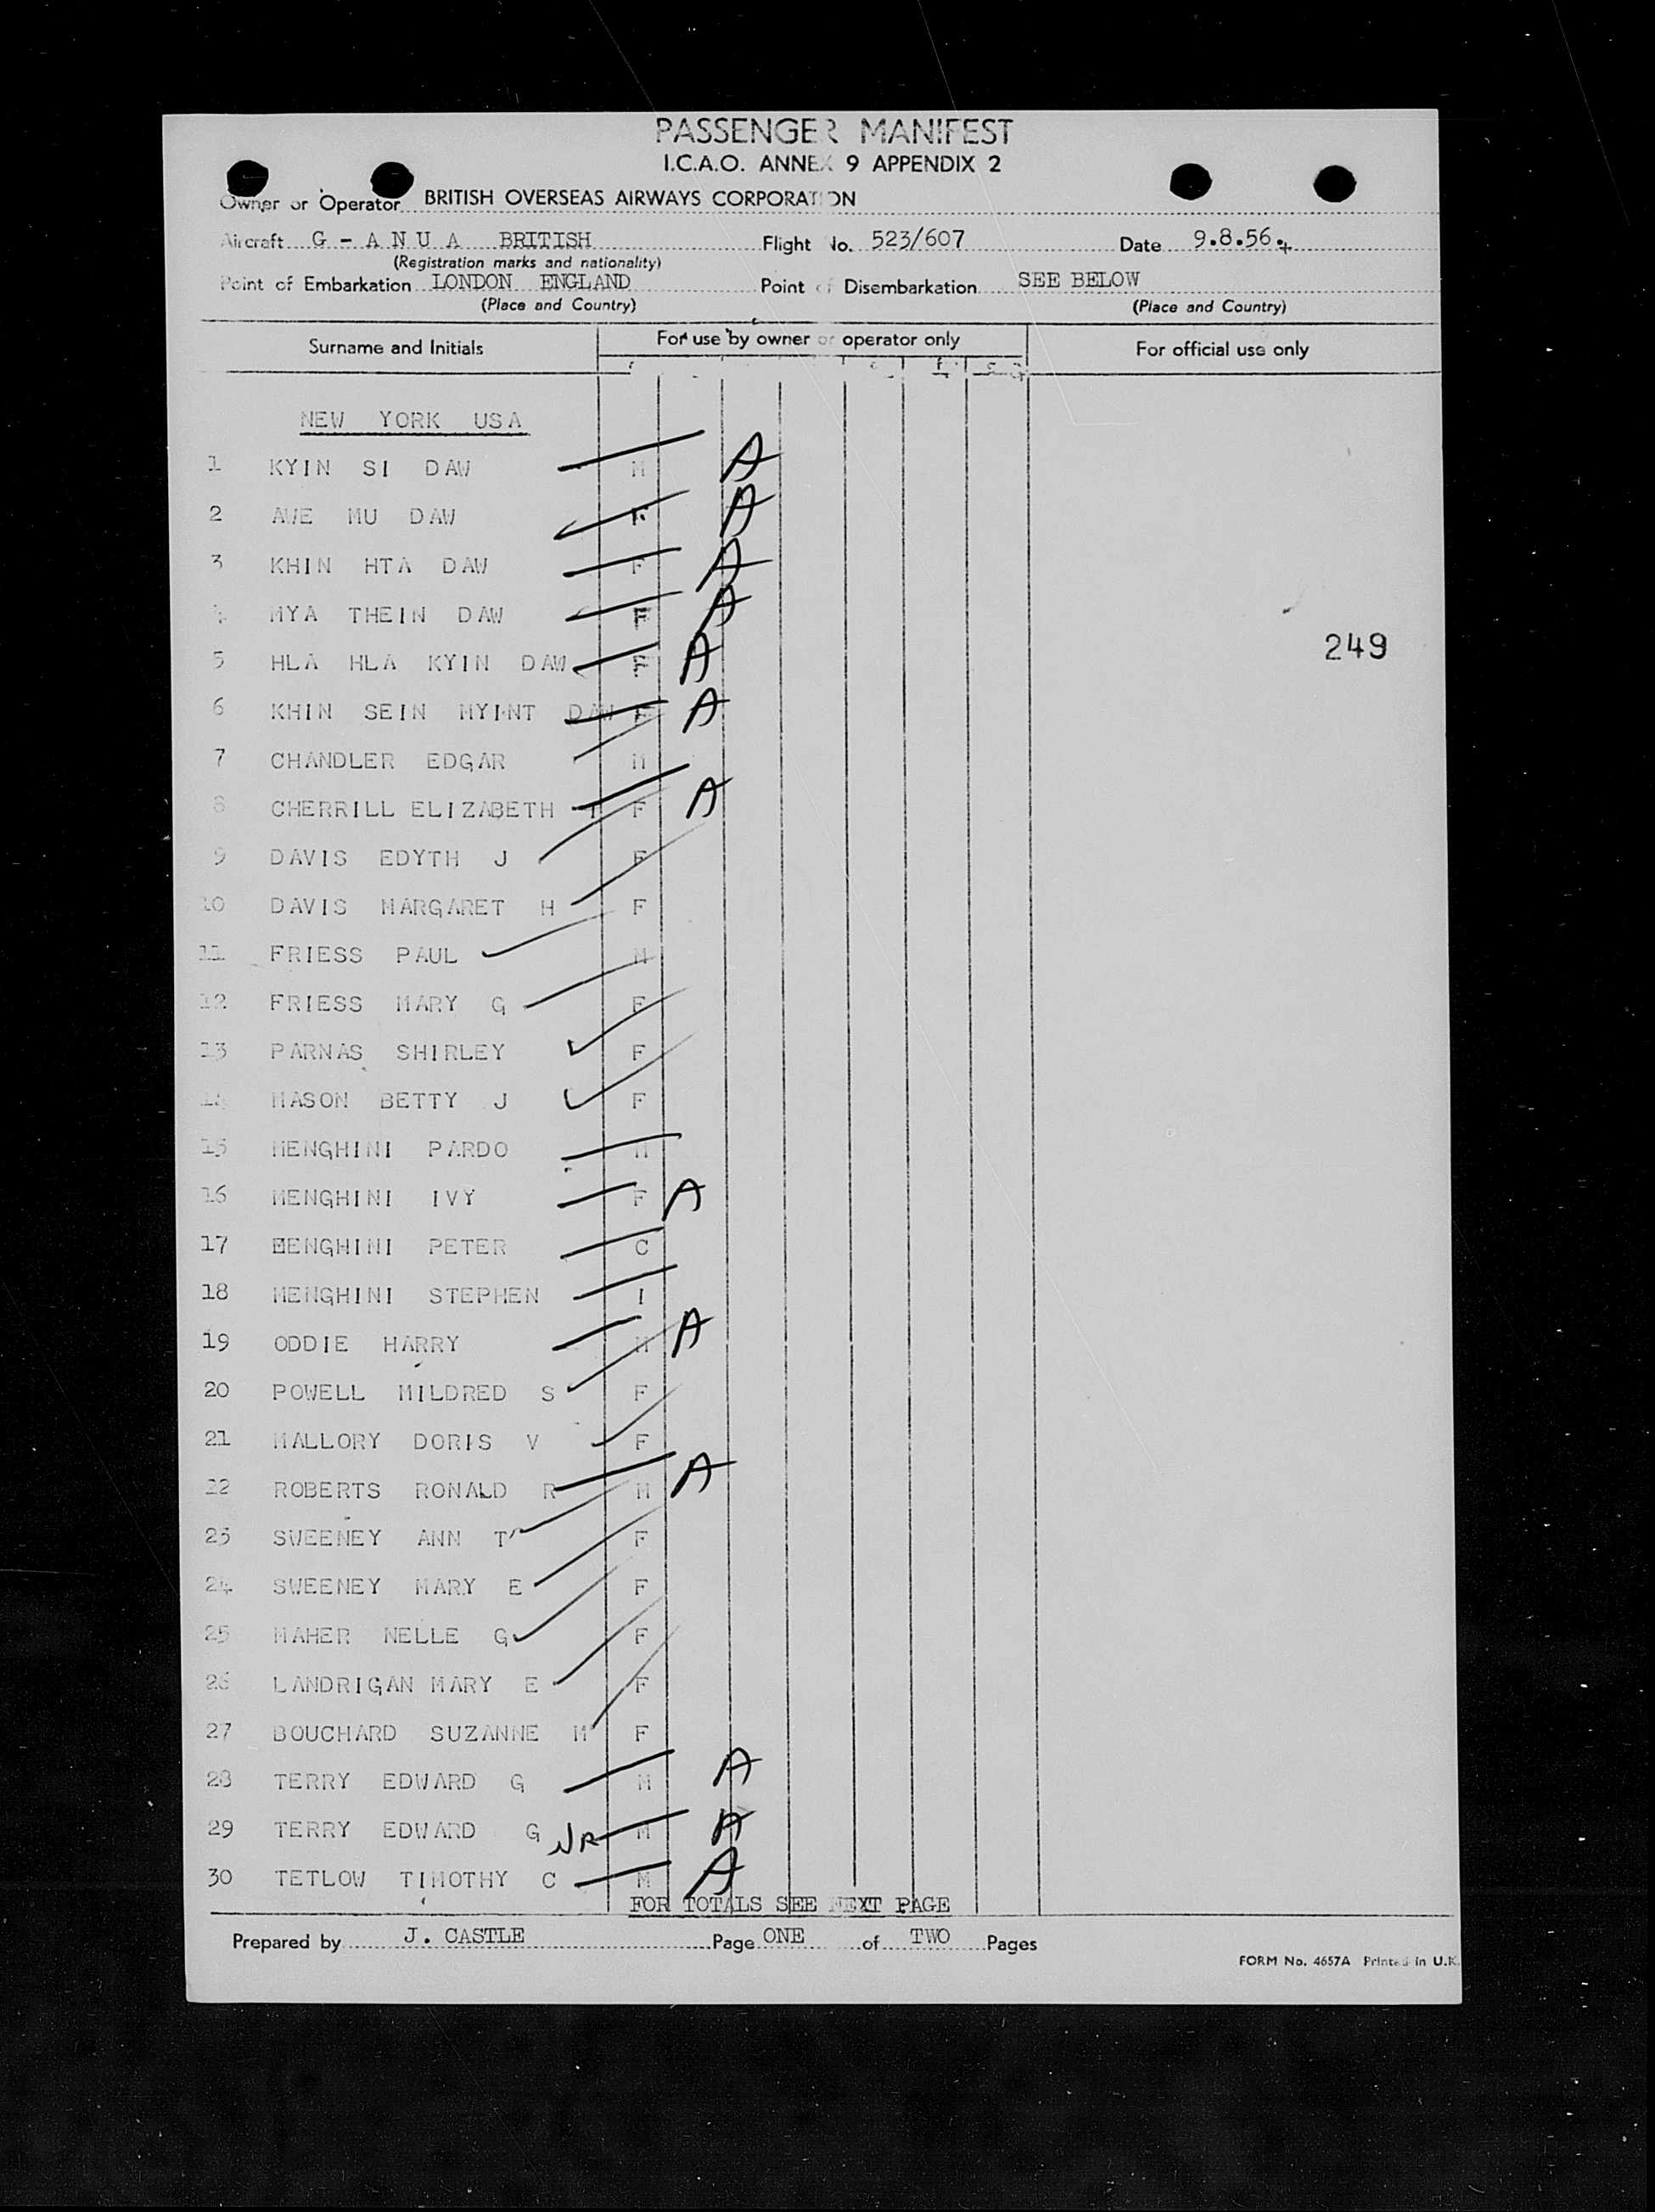 PASSENGER MANIFEST
I.C.A.O. ANNEX 9 APPENDIX 2
Owner or Operator BRITISH OVERSEAS AIRWAYS CORPORATION
Aircraft G - A N U A BRITISH Flight No. 523/607 Date 9.8.56.
(Registration marks and nationality)
Point of Embarkation LONDON ENGLAND Point of Disembarkation SEE BELOW
(Place and Country) (Place and Country)
Surname and Initials For use by owner or operator only For official use only
NEW YORK USA
1 KYIN SI DAW M A
2 AWE MU DAW F A
3 KHIN HTA DAW F A
4 MYA THEIN DAW F A
249
5 HLA HLA KYIN DAW F A
6 KHIN SEIN MYINT DAW F A
7 CHANDLER EDGAR M
8 CHERRILL ELIZABETH T F A
9 DAVIS EDYTH J F
10 DAVIS MARGARET H F
11 FRIESS PAUL M
12 FRIESS MARY G F
13 PARNAS SHIRLEY F
14 MASON BETTY J F
15 MENGHINI PARDO M
16 MENGHINI IVY F A
17 MENGHINI PETER C
18 MENGHINI STEPHEN I
19 ODDIE HARRY M A
20 POWELL MILDRED S F
21 MALLORY DORIS V F
22 ROBERTS RONALD R M A
23 SWEENEY ANN T F
24 SWEENEY MARY E F
25 MAHER NELLE G F
26 LANDRIGAN MARY E F
27 BOUCHARD SUZANNE M F
28 TERRY EDWARD G M A
29 TERRY EDWARD G JR M A
30 TETLOW TIMOTHY C M A
FOR TOTALS SEE NEXT PAGE
Prepared by J. CASTLE Page ONE of TWO Pages
FORM No. 4657A Printed in U.K.